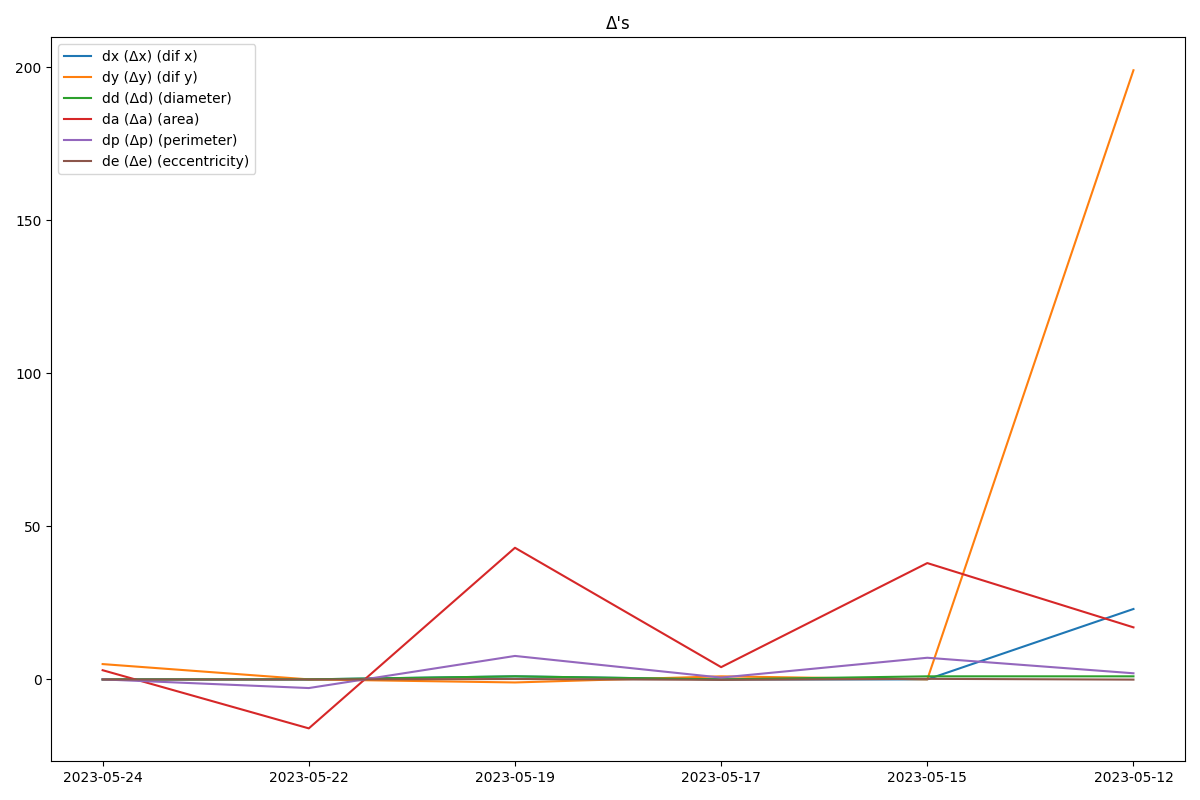 Δ's
dx (Δx) (dif x)
dy (Δy) (dif y)
dd (Δd) (diameter)
da (Δa) (area)
dp (Δp) (perimeter)
de (Δe) (eccentricity)
200
150
100
50
0
2023-05-24 2023-05-22 2023-05-19 2023-05-17 2023-05-15 2023-05-12